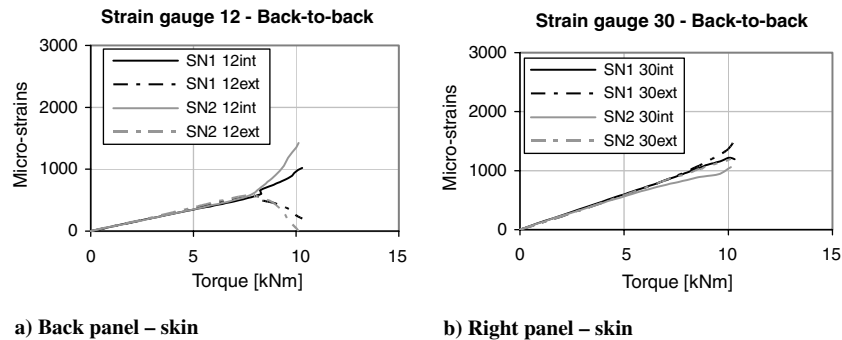 Strain gauge 12 - Back-to-back
3000
2000
1000
0
Micro-strains
SN1 12int
SN1 12ext
SN2 12int
SN2 12ext
0 5 10 15
Torque [kNm]
a) Back panel – skin
Strain gauge 30 - Back-to-back
3000
2000
1000
0
Micro-strains
SN1 30int
SN1 30ext
SN2 30int
SN2 30ext
0 5 10 15
Torque [kNm]
b) Right panel – skin